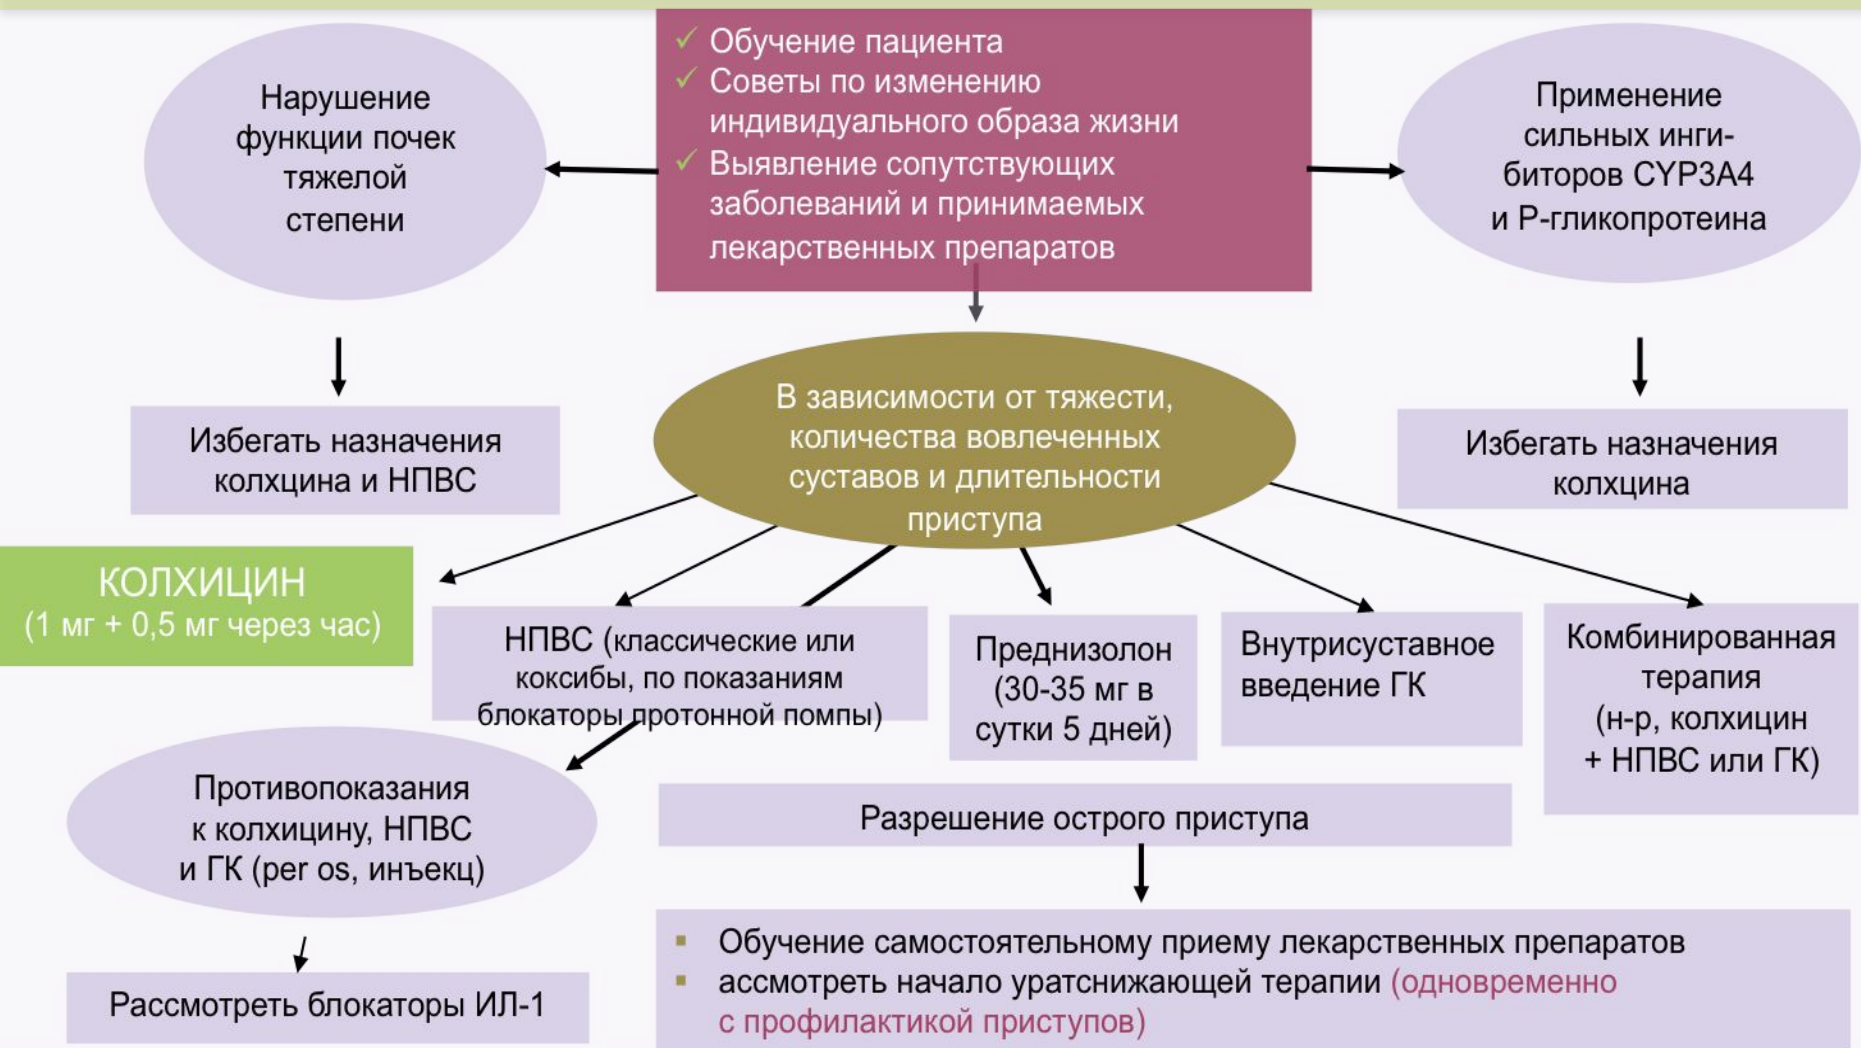 Обучение пациента
Советы по изменению
индивидуального образа жизни
Выявление сопутствующих
заболеваний и принимаемых
лекарственных препаратов
Нарушение
функции почек
тяжелой
степени
Применение
сильных инги-
биторов CYP3A4
и Р-гликопротеина
Избегать назначения
колхцина и НПВС
В зависимости от тяжести,
количества вовлеченных
суставов и длительности
приступа
Избегать назначения
колхцина
КОЛХИЦИН
(1 мг + 0,5 мг через час)
НПВС (классические или
коксибы, по показаниям
блокаторы протонной помпы)
Преднизолон
(30-35 мг в
сутки 5 дней)
Внутрисуставное
введение ГК
Комбинированная
терапия
(н-р, колхицин
+ НПВС или ГК)
Противопоказания
к колхицину, НПВС
и ГК (per os, инъекц)
Рассмотреть блокаторы ИЛ-1
Разрешение острого приступа
Обучение самостоятельному приему лекарственных препаратов
ассмотреть начало уратснижающей терапии (одновременно
с профилактикой приступов)